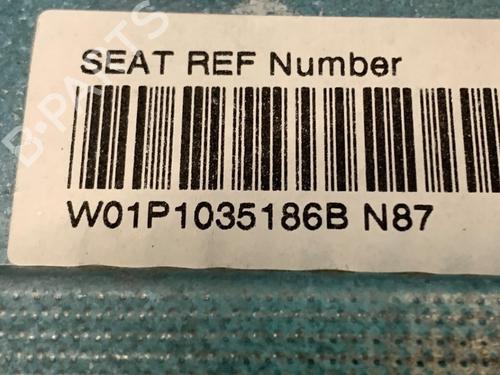 SEAT REF Number
W01P1035186B N87
B-PARTS